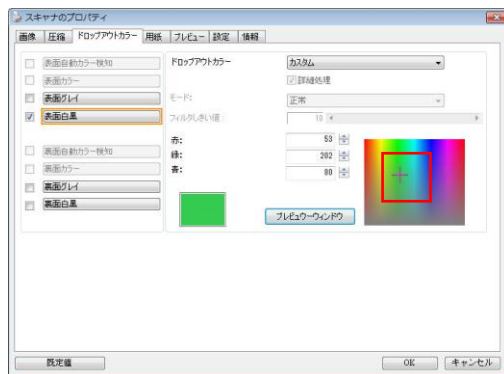 スキャナのプロパティ
画像 圧縮 ドロップアウトカラー 用紙 プレビュー 設定 情報
表面自動カラー検知
表面カラー
表面グレイ
表面白黒
裏面自動カラー検知
裏面カラー
裏面グレイ
裏面白黒
ドロップアウトカラー カスタム
詳細処理
モード: 正常
フィルタしきい値: 10
赤: 53
緑: 202
青: 80
プレビューウィンドウ
既定値 OK キャンセル